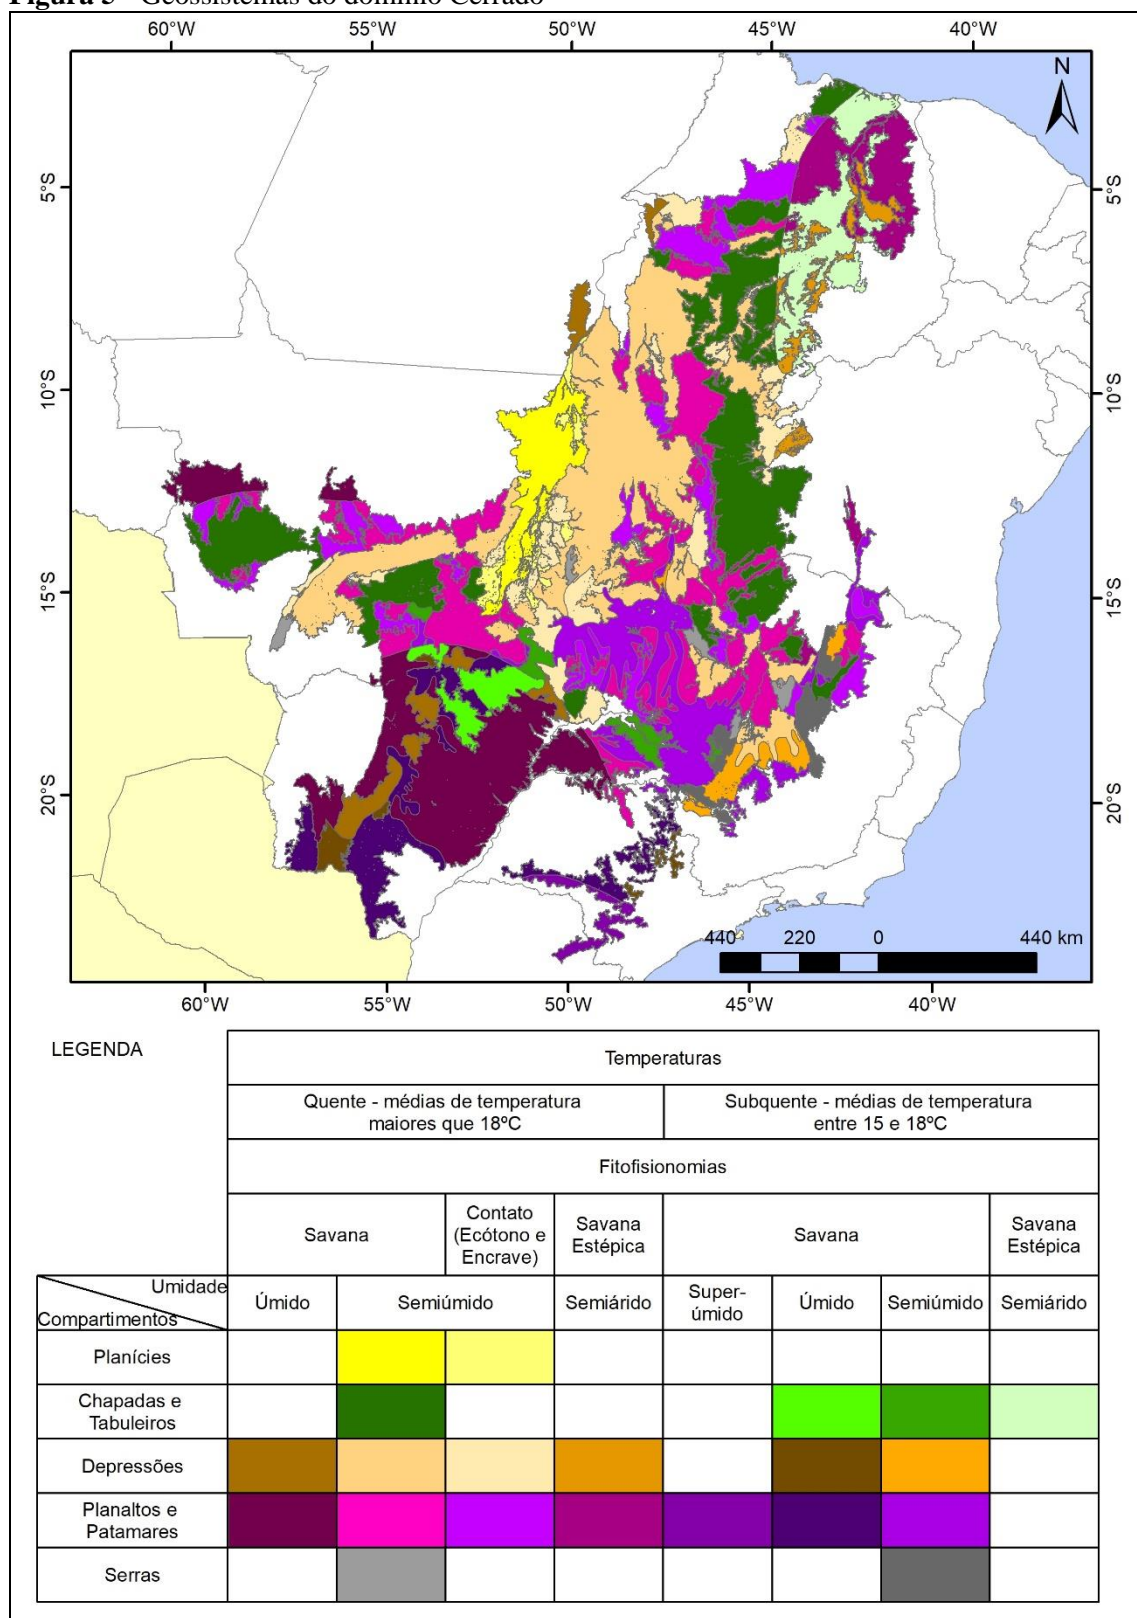 Figura 5 - Geossistemas do domínio Cerrado
60°W 55°W 50°W 45°W 40°W
N
5°S 5°S
10°S 10°S
15°S 15°S
20°S 20°S
440 220 0 440 km
60°W 55°W 50°W 45°W 40°W
LEGENDA
Temperaturas
Quente - médias de temperatura
maiores que 18ºC
Subquente - médias de temperatura
entre 15 e 18ºC
Fitofisionomias
Savana
Contato
(Ecótono e
Encrave)
Savana
Estépica
Savana
Savana
Estépica
Umidade
Compartimentos
Úmido
Semiúmido
Semiárido
Super-
úmido
Úmido
Semiúmido
Semiárido
Planícies
Chapadas e
Tabuleiros
Depressões
Planaltos e
Patamares
Serras